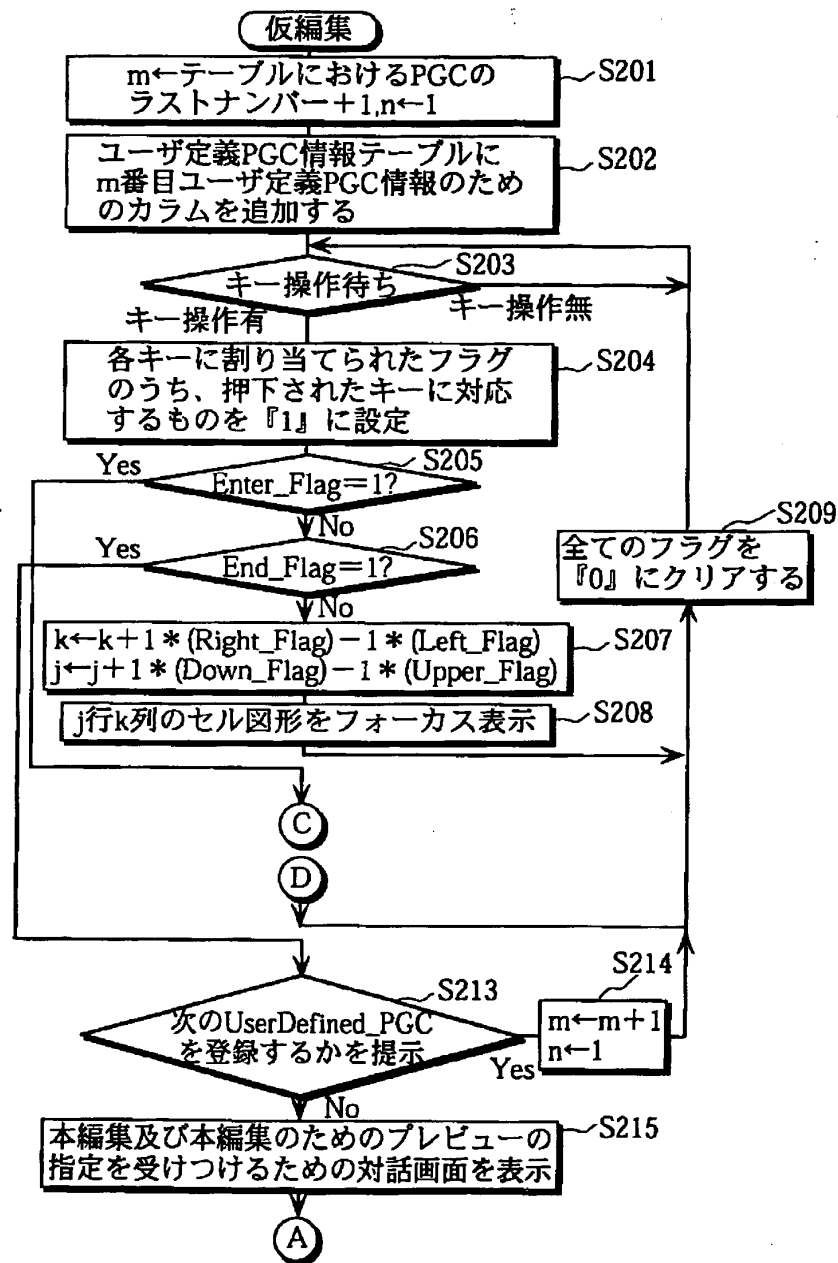 仮編集
m←テーブルにおけるPGCの
ラストナンバー+1,n←1
S201
ユーザ定義PGC情報テーブルに
m番目ユーザ定義PGC情報のため
のカラムを追加する
S202
S203
キー操作待ち
キー操作有
キー操作無
各キーに割り当てられたフラグ
のうち、押下されたキーに対応
するものを『1』に設定
S204
Yes
S205
Enter_Flag=1?
No
Yes
S206
End_Flag=1?
No
S209
全てのフラグを
『0』にクリアする
k←k+1*(Right_Flag)-1*(Left_Flag)
j←j+1*(Down_Flag)-1*(Upper_Flag)
S207
j行k列のセル図形をフォーカス表示
S208
C
D
S213
次のUserDefined_PGC
を登録するかを提示
Yes
S214
m←m+1
n←1
No
本編集及び本編集のためのプレビューの
指定を受けつけるための対話画面を表示
S215
A